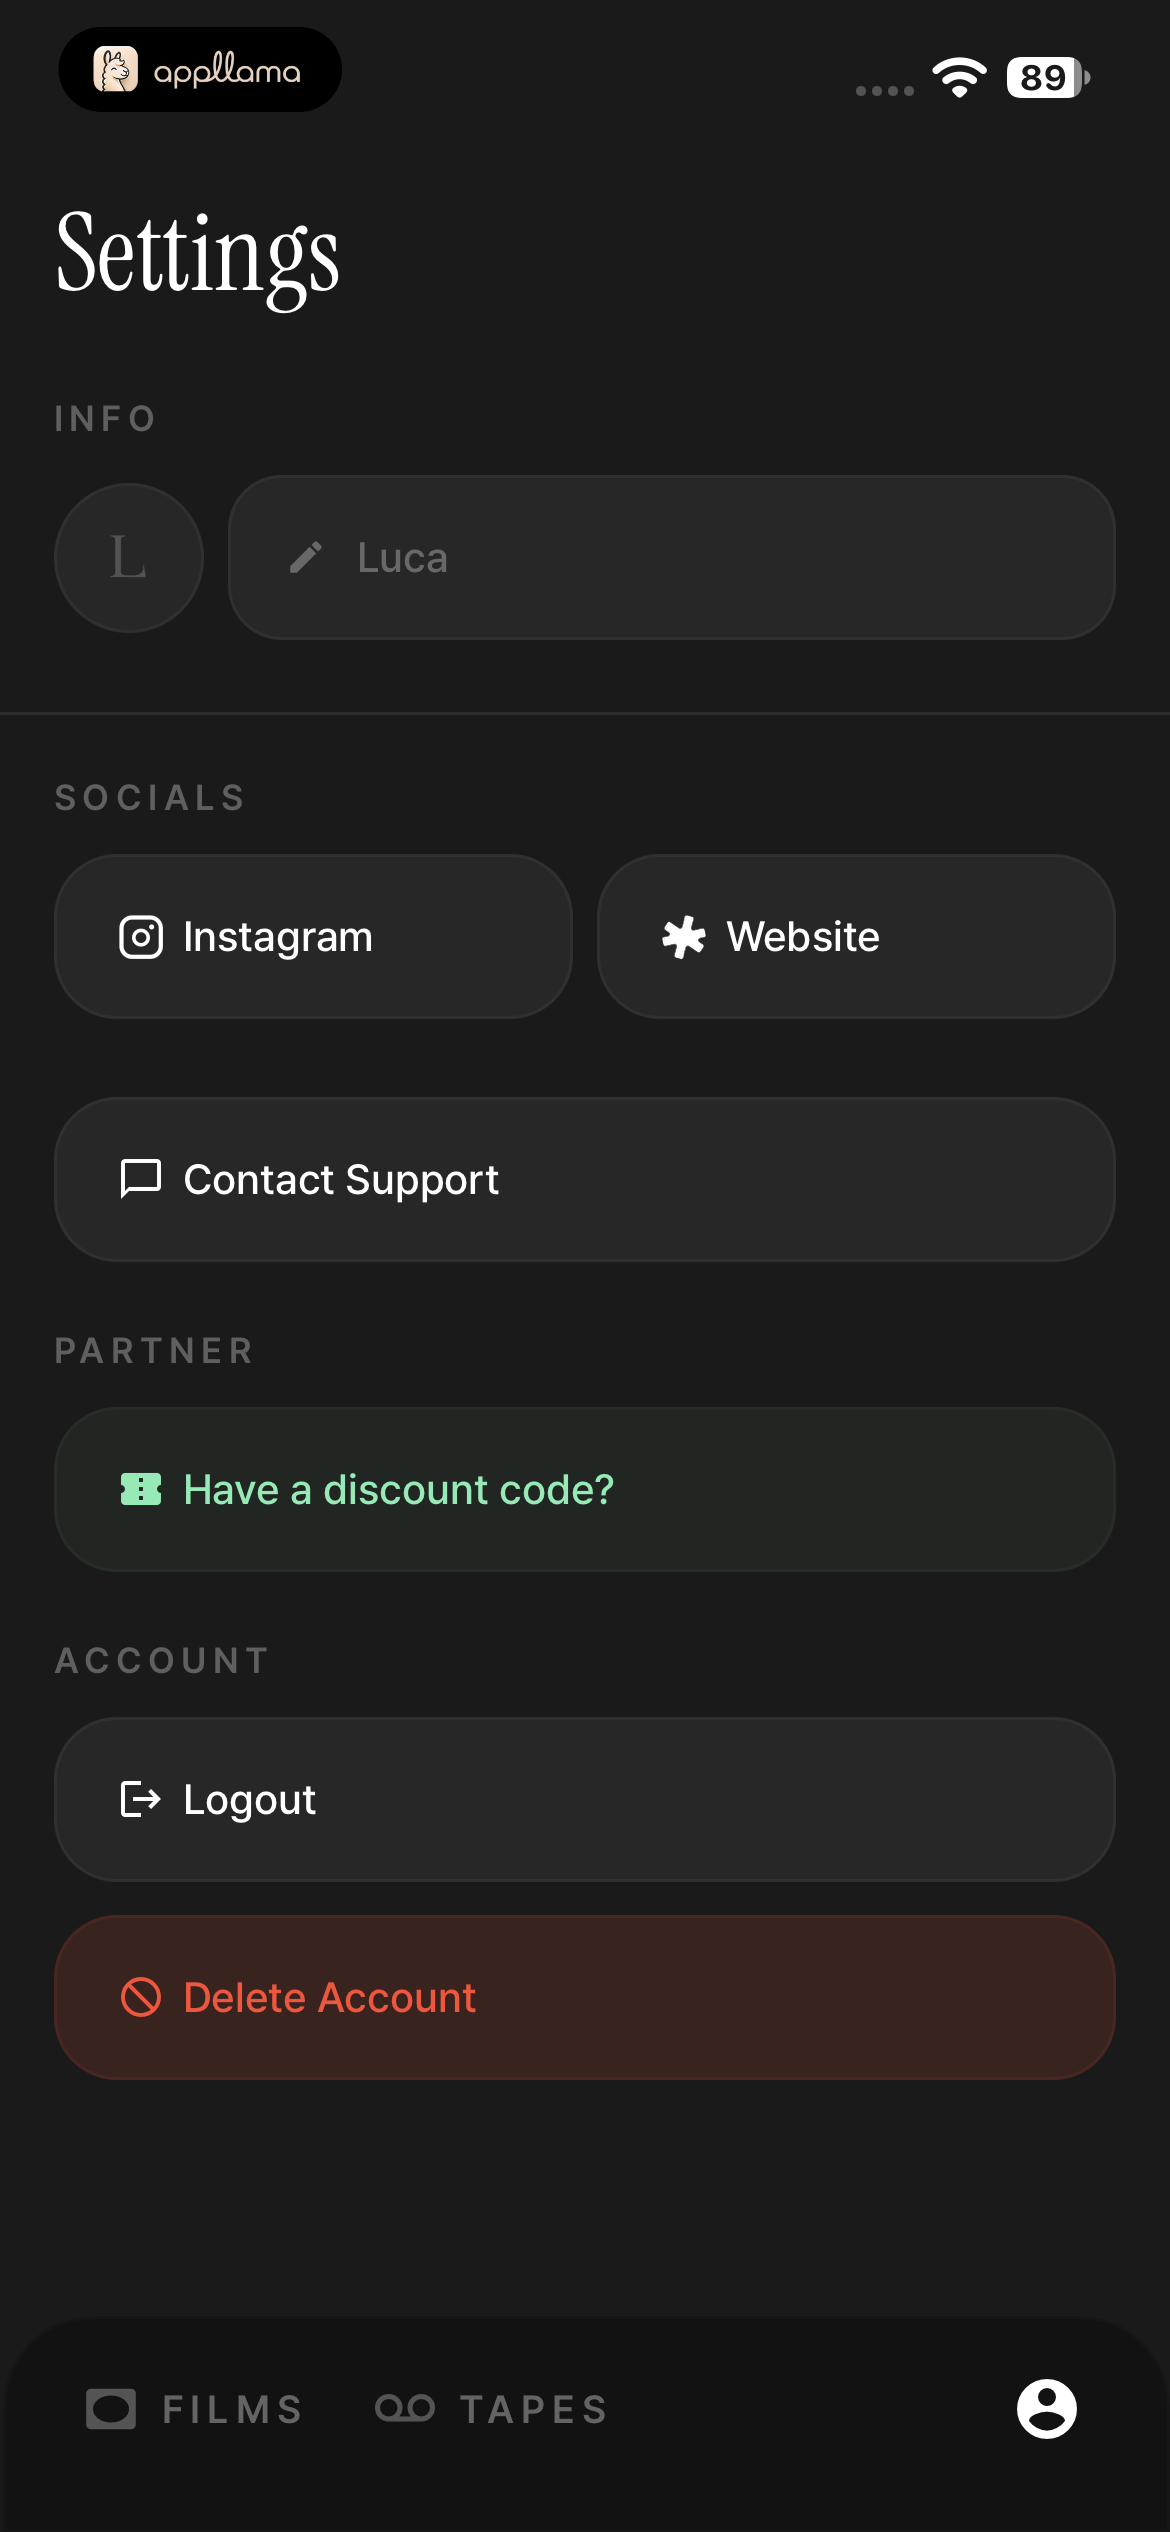 appllama
89
Settings
INFO
L
Luca
SOCIALS
Instagram
Website
Contact Support
PARTNER
Have a discount code?
ACCOUNT
Logout
Delete Account
FILMS TAPES